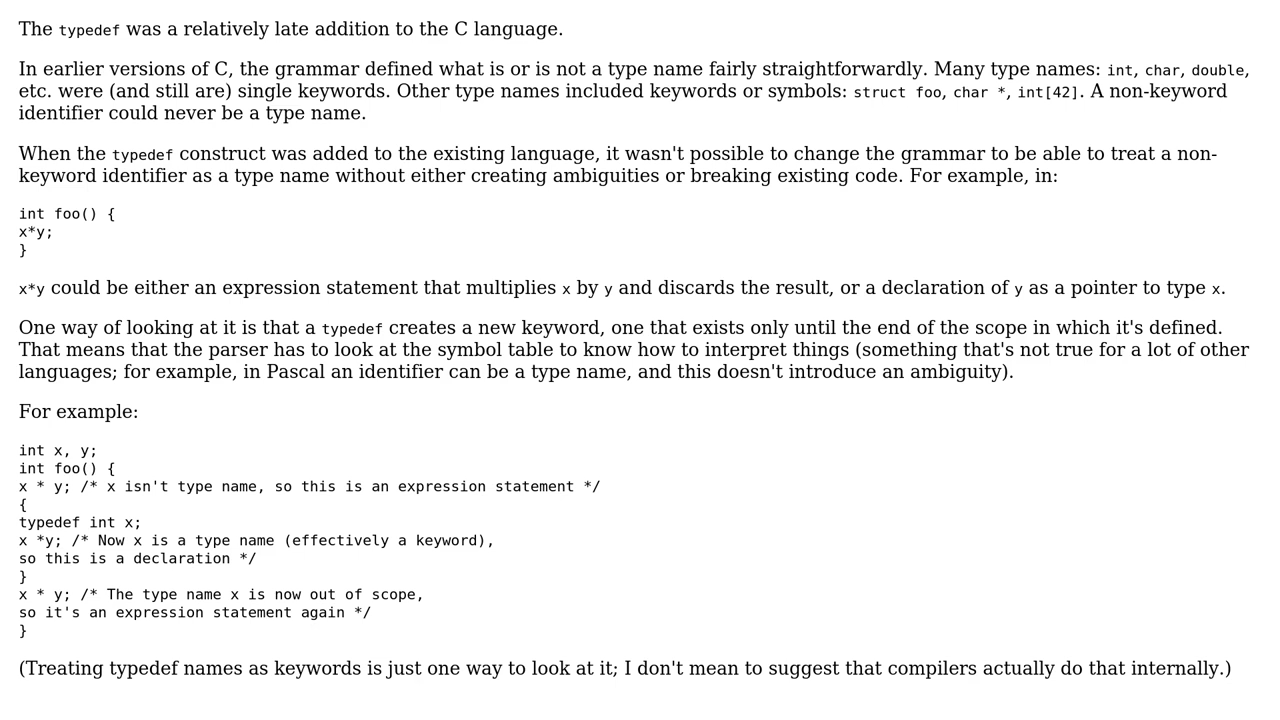 The typedef was a relatively late addition to the C language.
In earlier versions of C, the grammar defined what is or is not a type name fairly straightforwardly. Many type names: int, char, double,
etc. were (and still are) single keywords. Other type names included keywords or symbols: struct foo, char *, int[42]. A non-keyword
identifier could never be a type name.
When the typedef construct was added to the existing language, it wasn't possible to change the grammar to be able to treat a non-
keyword identifier as a type name without either creating ambiguities or breaking existing code. For example, in:
int foo() {
x*y;
}
x*y could be either an expression statement that multiplies x by y and discards the result, or a declaration of y as a pointer to type x.
One way of looking at it is that a typedef creates a new keyword, one that exists only until the end of the scope in which it's defined.
That means that the parser has to look at the symbol table to know how to interpret things (something that's not true for a lot of other
languages; for example, in Pascal an identifier can be a type name, and this doesn't introduce an ambiguity).
For example:
int x, y;
int foo() {
x * y; /* x isn't type name, so this is an expression statement */
{
typedef int x;
x *y; /* Now x is a type name (effectively a keyword),
so this is a declaration */
}
x * y; /* The type name x is now out of scope,
so it's an expression statement again */
}
(Treating typedef names as keywords is just one way to look at it; I don't mean to suggest that compilers actually do that internally.)